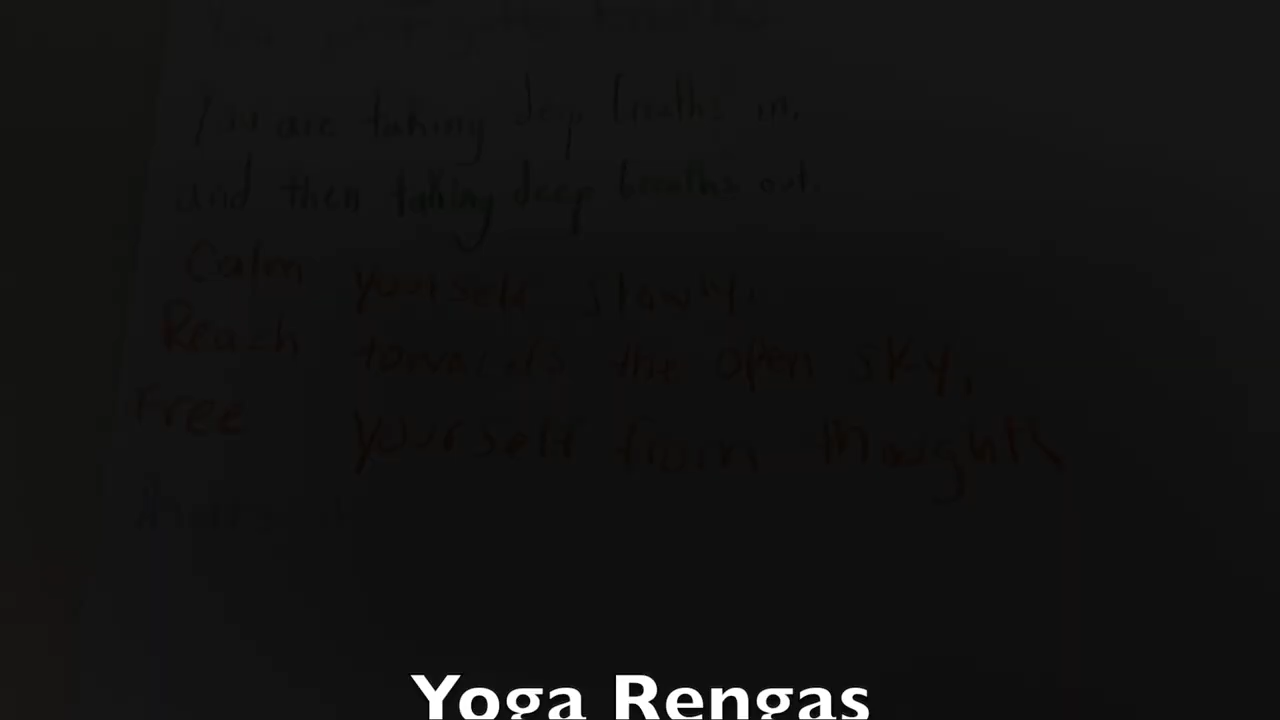 You are taking deep breaths in,
and then taking deep breaths out.
Calm yourself slowly,
Reach towards the open sky,
Free yourself from thoughts
Yoga Rengas